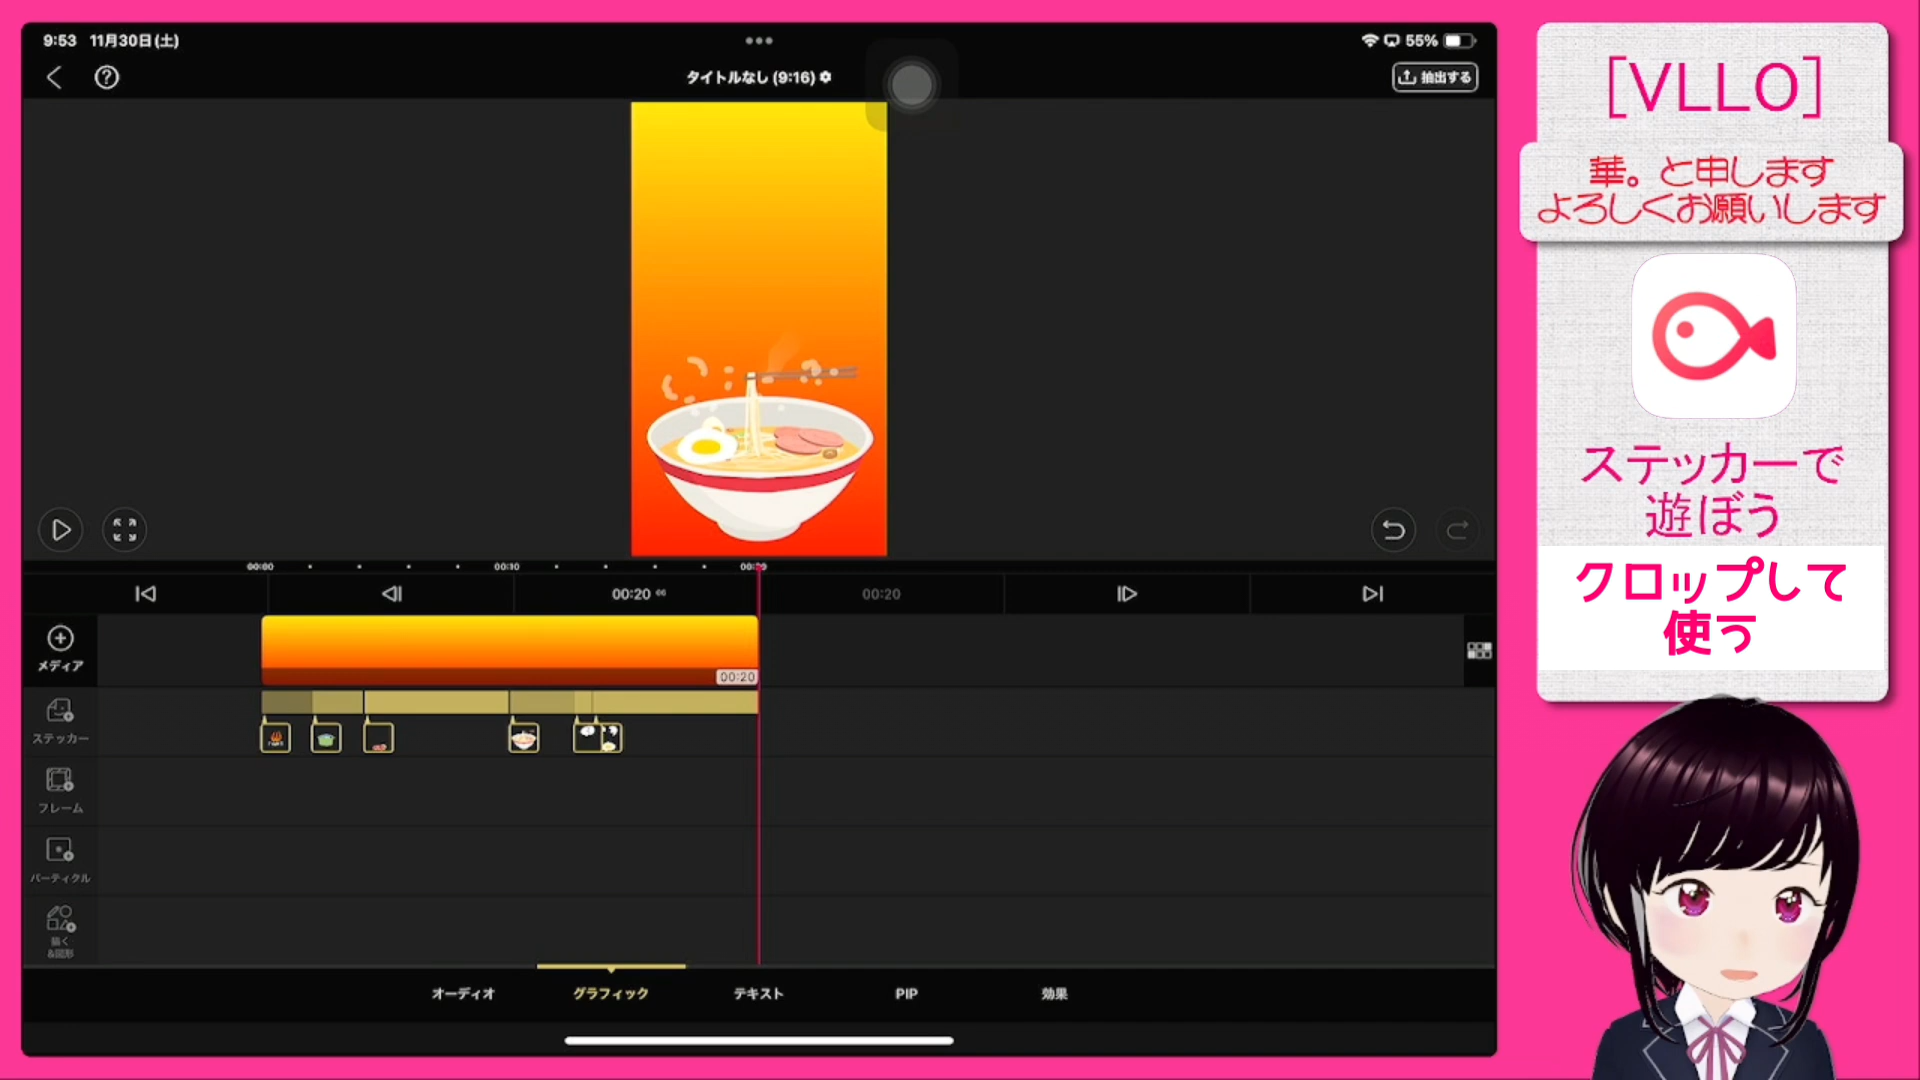 9:53 11月30日(土)
55%
タイトルなし (9:16)
抽出する
[VLLO]
華。と申します
よろしくお願いします
ステッカーで
遊ぼう
クロップして
使う
00:00
00:10
00:20
00:20
メディア
00:20
ステッカー
フレーム
パーティクル
描く
&図形
オーディオ
グラフィック
テキスト
PIP
効果